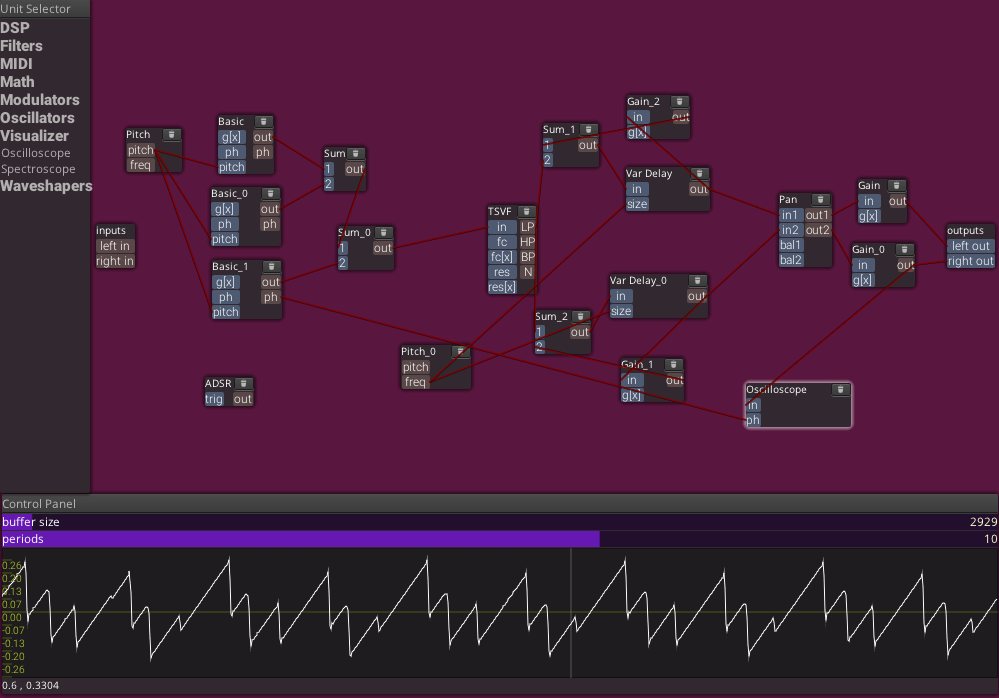 Unit Selector
DSP
Filters
MIDI
Math
Modulators
Oscillators
Visualizer
Oscilloscope
Spectroscope
Waveshapers
Pitch
pitch
freq
Basic
g[x] out
ph ph
pitch
Basic_0
g[x] out
ph ph
pitch
Basic_1
g[x] out
ph ph
pitch
inputs
left in
right in
ADSR
trig out
Sum
1 out
2
Sum_0
1 out
2
TSVF
in LP
fc HP
fc[x] BP
res N
res[x]
Pitch_0
pitch
freq
Sum_1
1 out
2
Sum_2
1 out
2
Gain_2
in out
g[x]
Var Delay
in out
size
Var Delay_0
in out
size
Gain_1
in out
g[x]
Pan
in1 out1
in2 out2
bal1
bal2
Gain
in out
g[x]
Gain_0
in out
g[x]
outputs
left out
right out
Oscilloscope
in
ph
Control Panel
buffer size 2929
periods 10
0.26
0.20
0.13
0.07
0.00
-0.07
-0.13
-0.20
-0.26
0.6 , 0.3304